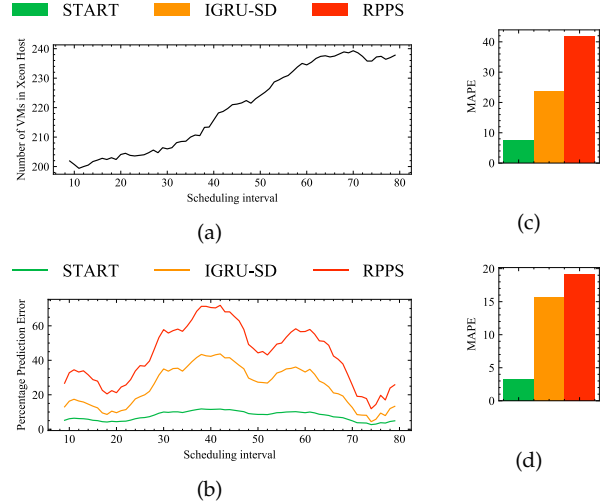 START IGRU-SD RPPS
Number of VMs in Xeon Host
240
230
220
210
200
10 20 30 40 50 60 70 80
Scheduling interval
(a)
MAPE
40
30
20
10
0
(c)
START IGRU-SD RPPS
Percentage Prediction Error
60
40
20
0
10 20 30 40 50 60 70 80
Scheduling interval
(b)
MAPE
20
15
10
5
0
(d)